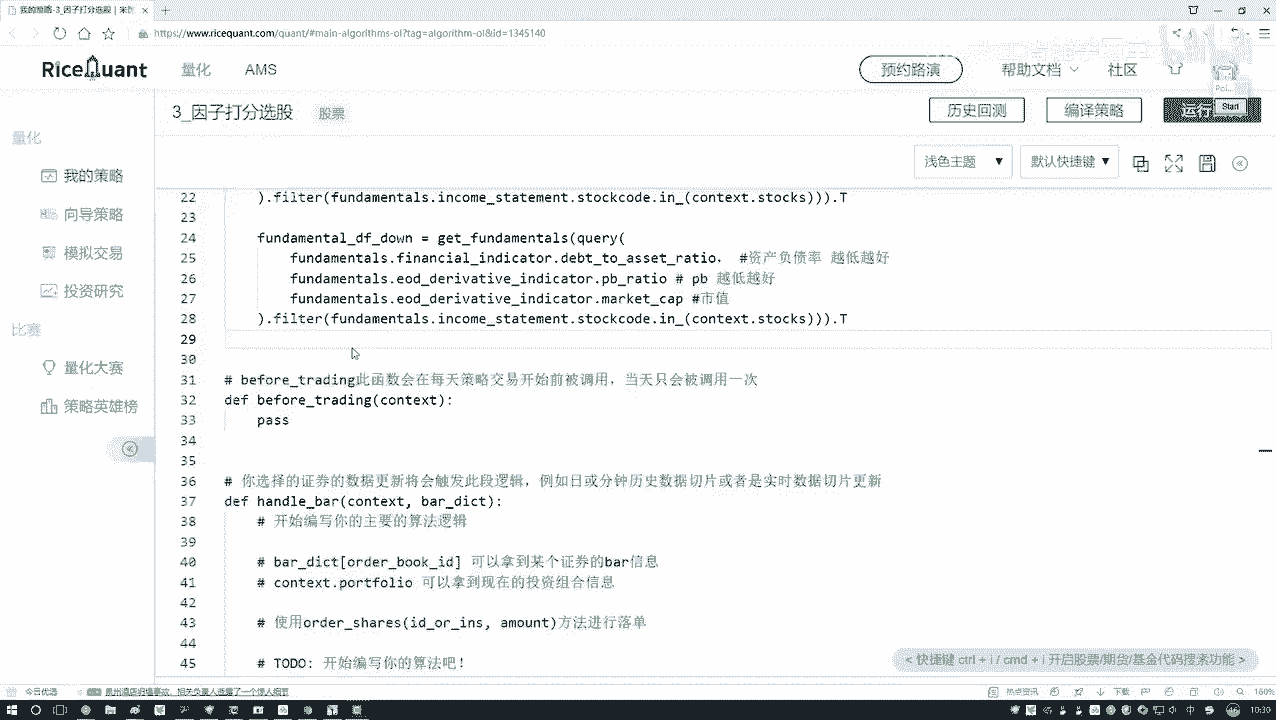 我的策略-3_因子打分选股 | 米筐
https://www.ricequant.com/quant/#main-algorithms-ol?tag=algorithm-ol&id=1345140
RiceQuant 量化 AMS 预约路演 帮助文档 社区
3_因子打分选股 股票 历史回测 编译策略 运行
Start
浅色主题 默认快捷键
量化
我的策略
向导策略
模拟交易
投资研究
比赛
量化大赛
策略英雄榜
22 ).filter(fundamentals.income_statement.stockcode.in_(context.stocks))).T
23
24 fundamental_df_down = get_fundamentals(query(
25 fundamentals.financial_indicator.debt_to_asset_ratio, #资产负债率 越低越好
26 fundamentals.eod_derivative_indicator.pb_ratio # pb 越低越好
27 fundamentals.eod_derivative_indicator.market_cap #市值
28 ).filter(fundamentals.income_statement.stockcode.in_(context.stocks))).T
29
30
31 # before_trading此函数会在每天策略交易开始前被调用，当天只会被调用一次
32 def before_trading(context):
33 pass
34
35
36 # 你选择的证券的数据更新将会触发此段逻辑，例如日或分钟历史数据切片或者是实时数据切片更新
37 def handle_bar(context, bar_dict):
38 # 开始编写你的主要的算法逻辑
39
40 # bar_dict[order_book_id] 可以拿到某个证券的bar信息
41 # context.portfolio 可以拿到现在的投资组合信息
42
43 # 使用order_shares(id_or_ins, amount)方法进行落单
44
45 # TODO: 开始编写你的算法吧!
< 快捷键 ctrl + i / cmd + i 开启股票/期货/基金代码搜索功能 >
今日优选 热点资讯 下载 160%
10:30